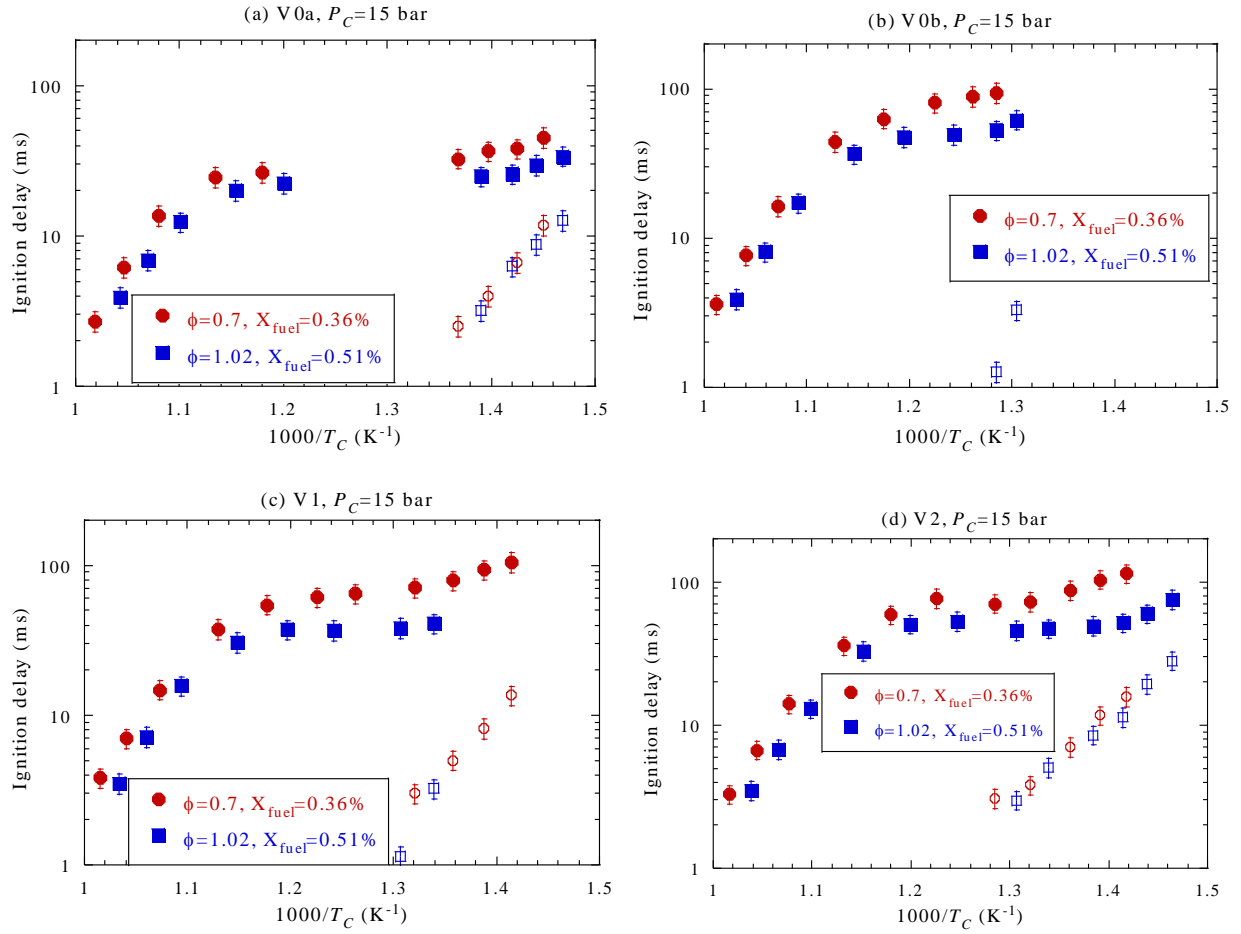 (a) V0a, P_C=15 bar
Ignition delay (ms)
100
10
1
ϕ=0.7, X_fuel=0.36%
ϕ=1.02, X_fuel=0.51%
1 1.1 1.2 1.3 1.4 1.5
1000/T_C (K⁻¹)
(b) V0b, P_C=15 bar
Ignition delay (ms)
100
10
1
ϕ=0.7, X_fuel=0.36%
ϕ=1.02, X_fuel=0.51%
1 1.1 1.2 1.3 1.4 1.5
1000/T_C (K⁻¹)
(c) V1, P_C=15 bar
Ignition delay (ms)
100
10
1
ϕ=0.7, X_fuel=0.36%
ϕ=1.02, X_fuel=0.51%
1 1.1 1.2 1.3 1.4 1.5
1000/T_C (K⁻¹)
(d) V2, P_C=15 bar
Ignition delay (ms)
100
10
1
ϕ=0.7, X_fuel=0.36%
ϕ=1.02, X_fuel=0.51%
1 1.1 1.2 1.3 1.4 1.5
1000/T_C (K⁻¹)